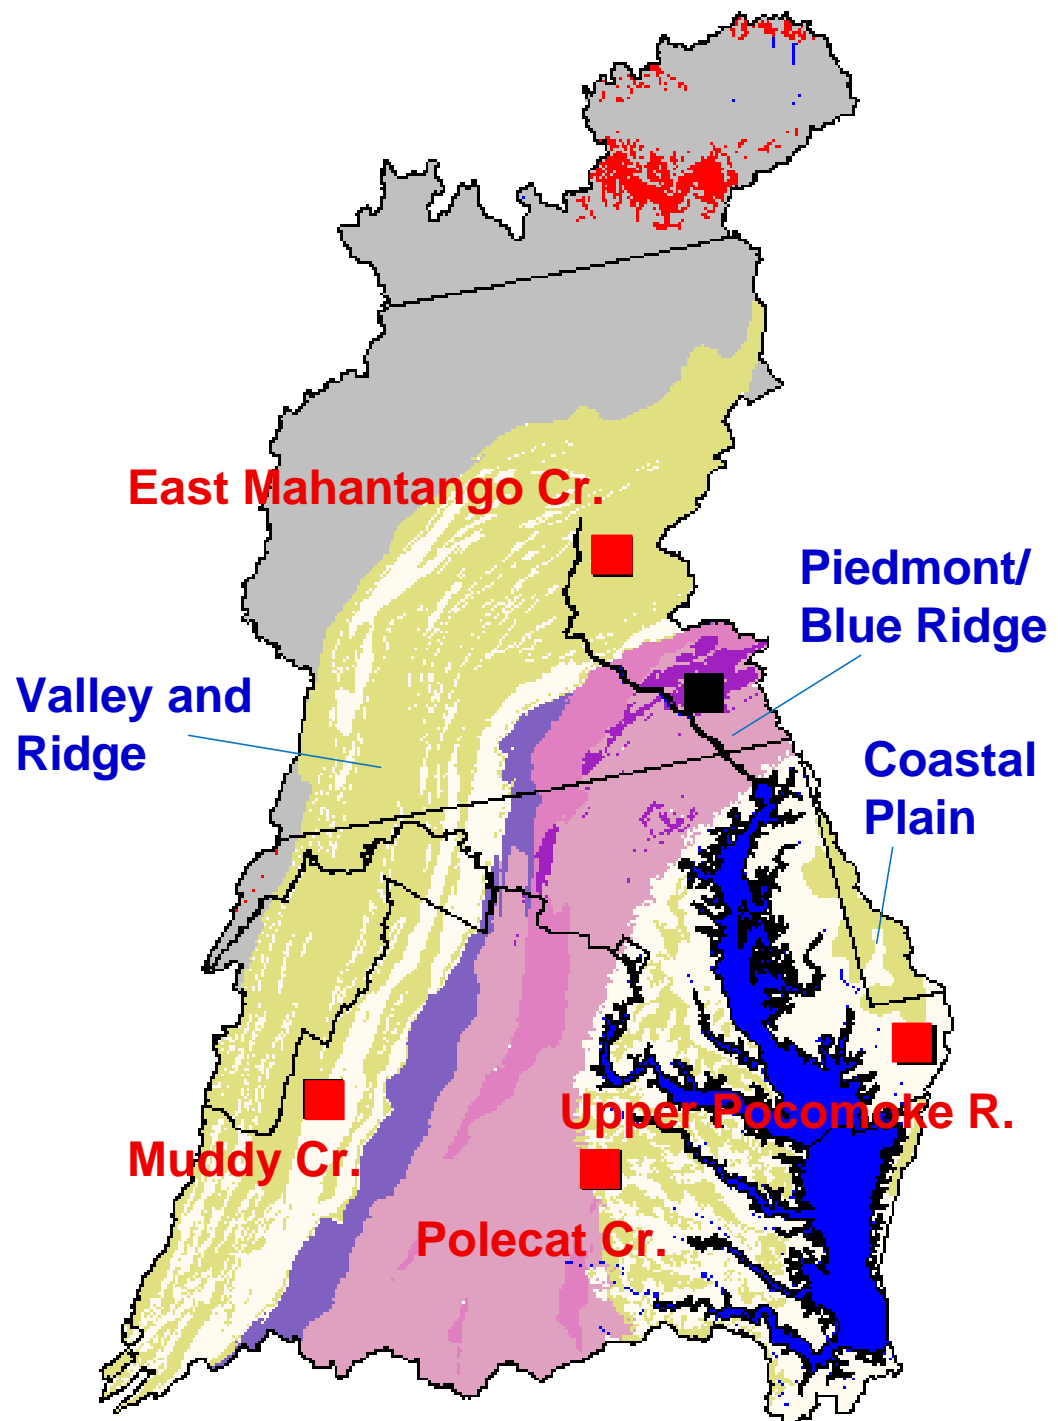 East Mahantango Cr.
Piedmont/
Blue Ridge
Valley and
Ridge
Coastal
Plain
Upper Pocomoke R.
Muddy Cr.
Polecat Cr.